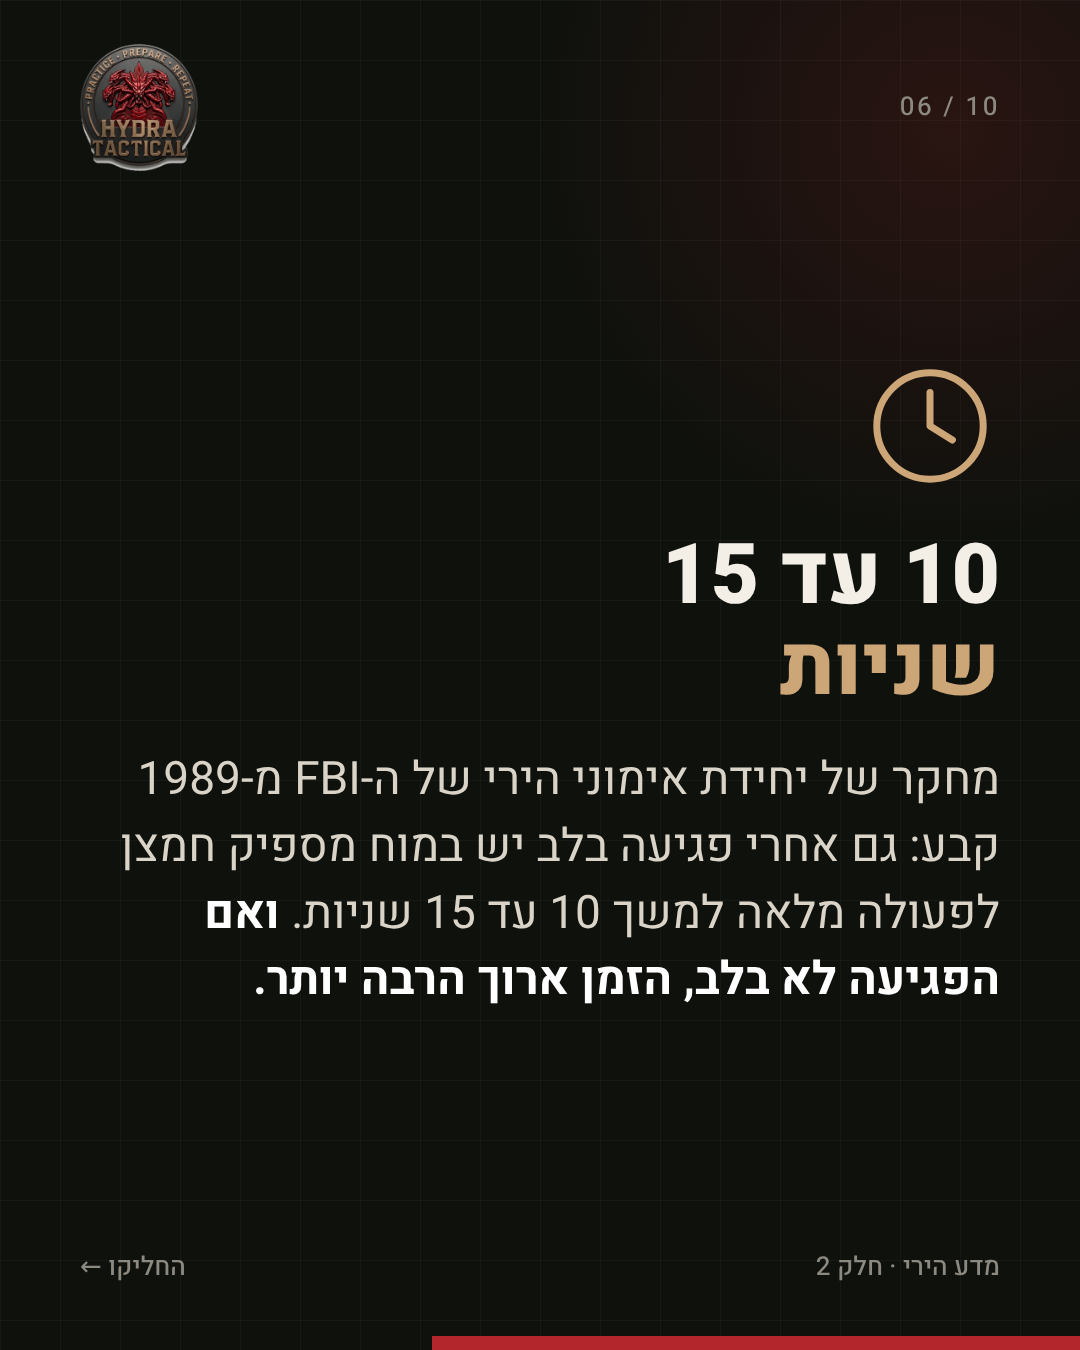 PRACTICE · PREPARE · REPEAT
HYDRA
TACTICAL
06 / 10
10 עד 15
שניות
מחקר של יחידת אימוני הירי של ה-FBI מ-1989
קבע: גם אחרי פגיעה בלב יש במוח מספיק חמצן
לפעולה מלאה למשך 10 עד 15 שניות. ואם
הפגיעה לא בלב, הזמן ארוך הרבה יותר.
מדע הירי · חלק 2
החליקו ←